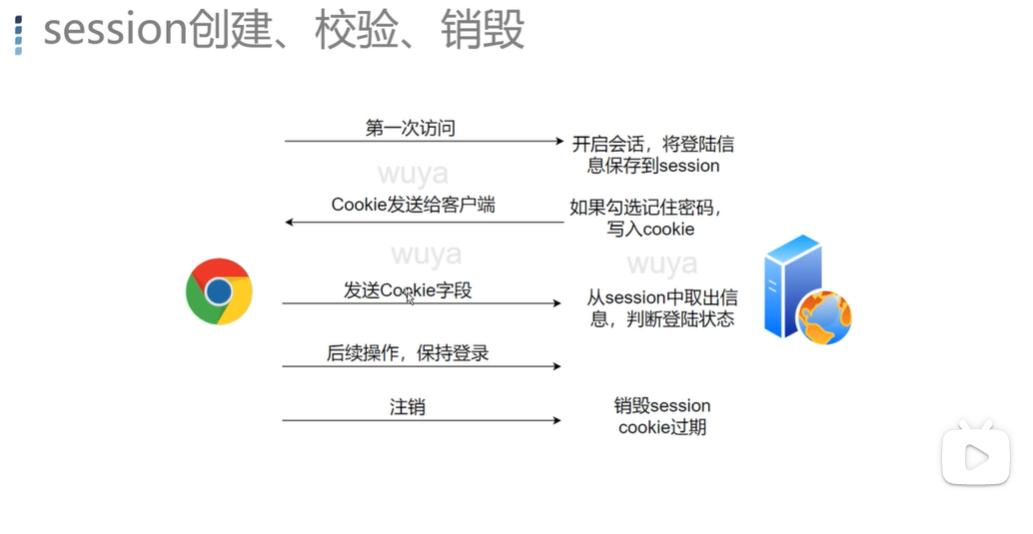 session创建、校验、销毁
第一次访问
开启会话，将登陆信
息保存到session
wuya
Cookie发送给客户端
如果勾选记住密码，
写入cookie
wuya
wuya
发送Cookie字段
从session中取出信
息，判断登陆状态
后续操作，保持登录
注销
销毁session
cookie过期